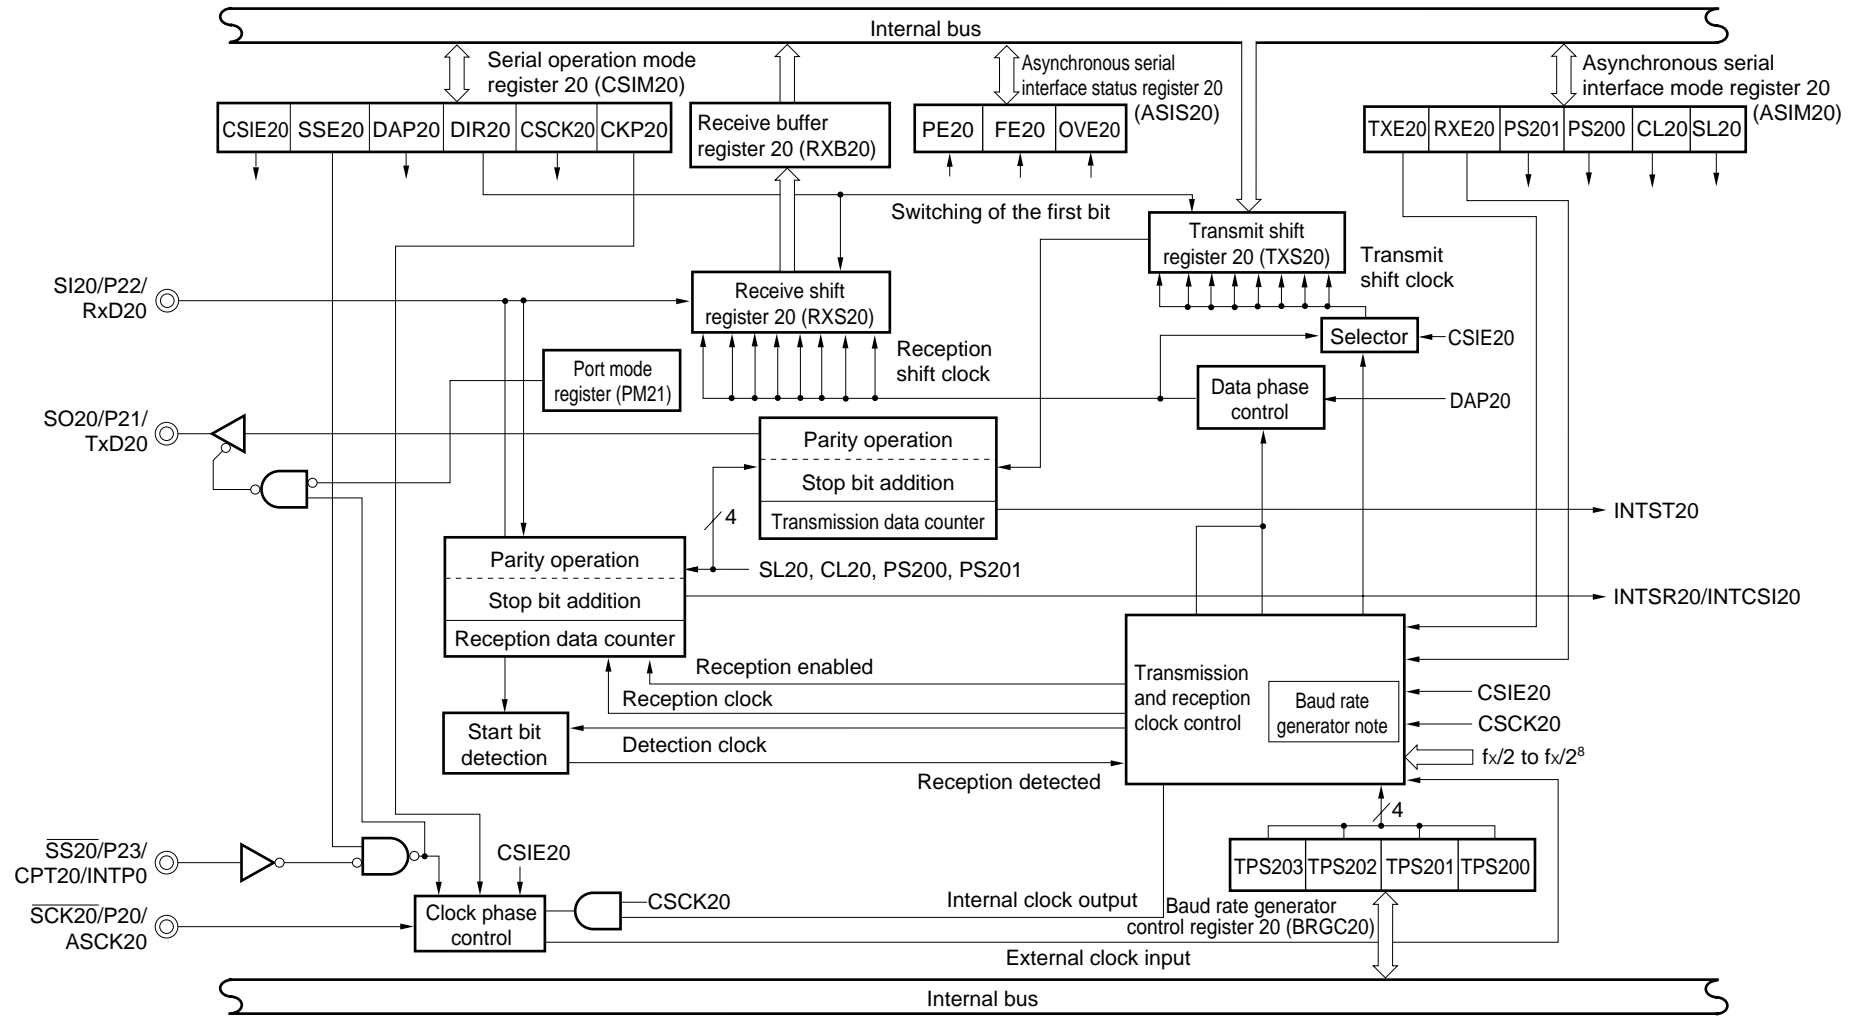 Internal bus
Serial operation mode
register 20 (CSIM20)
Asynchronous serial
interface status register 20
(ASIS20)
Asynchronous serial
interface mode register 20
(ASIM20)
CSIE20 SSE20 DAP20 DIR20 CSCK20 CKP20
Receive buffer
register 20 (RXB20)
PE20 FE20 OVE20
TXE20 RXE20 PS201 PS200 CL20 SL20
Switching of the first bit
Transmit shift
register 20 (TXS20)
Transmit
shift clock
SI20/P22/
RxD20
Receive shift
register 20 (RXS20)
Selector
CSIE20
Reception
shift clock
Port mode
register (PM21)
Data phase
control
DAP20
SO20/P21/
TxD20
Parity operation
Stop bit addition
Transmission data counter
4
INTST20
Parity operation
Stop bit addition
Reception data counter
SL20, CL20, PS200, PS201
INTSR20/INTCSI20
Reception enabled
Reception clock
Transmission
and reception
clock control
Baud rate
generator note
CSIE20
CSCK20
fx/2 to fx/2⁸
Start bit
detection
Detection clock
Reception detected
4
SS20/P23/
CPT20/INTP0
CSIE20
TPS203 TPS202 TPS201 TPS200
SCK20/P20/
ASCK20
Clock phase
control
CSCK20
Internal clock output
Baud rate generator
control register 20 (BRGC20)
External clock input
Internal bus